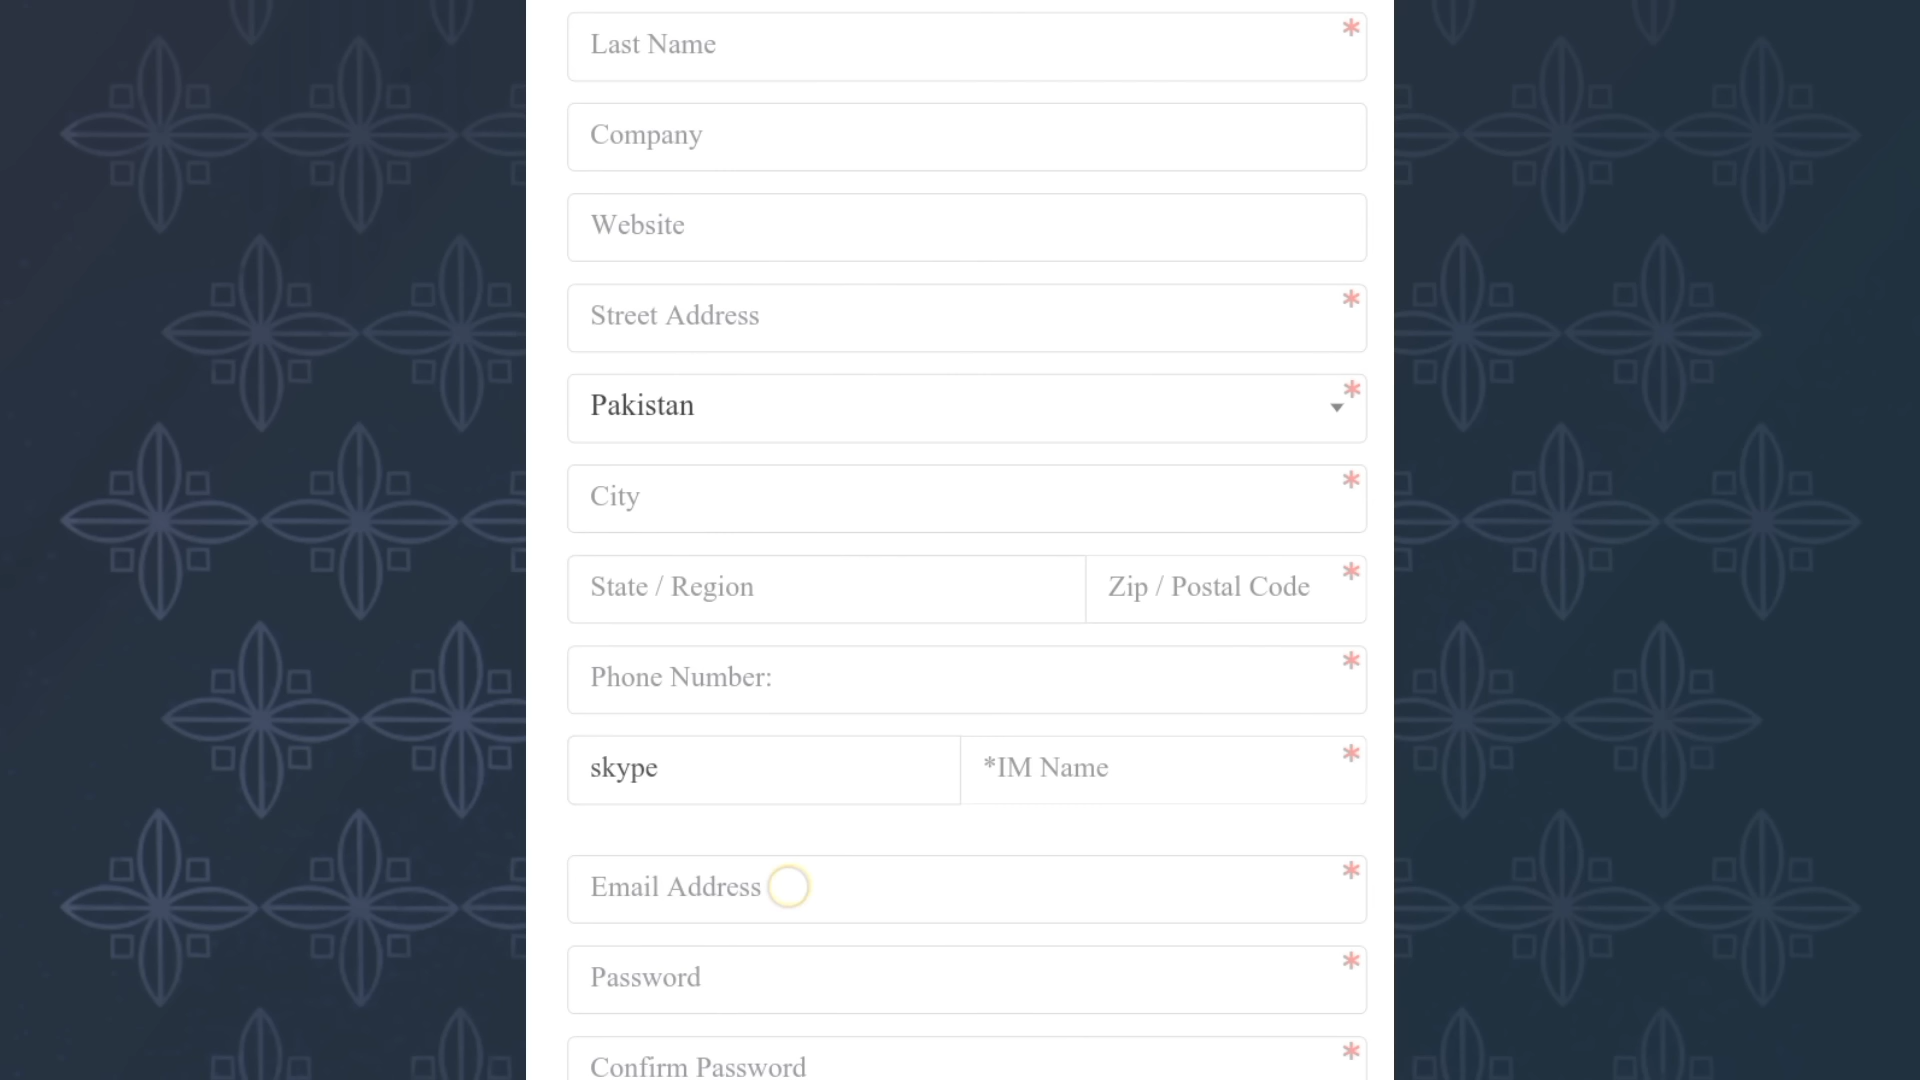 Last Name *
Company
Website
Street Address *
Pakistan *
City *
State / Region Zip / Postal Code *
Phone Number: *
skype *IM Name *
Email Address *
Password *
Confirm Password *